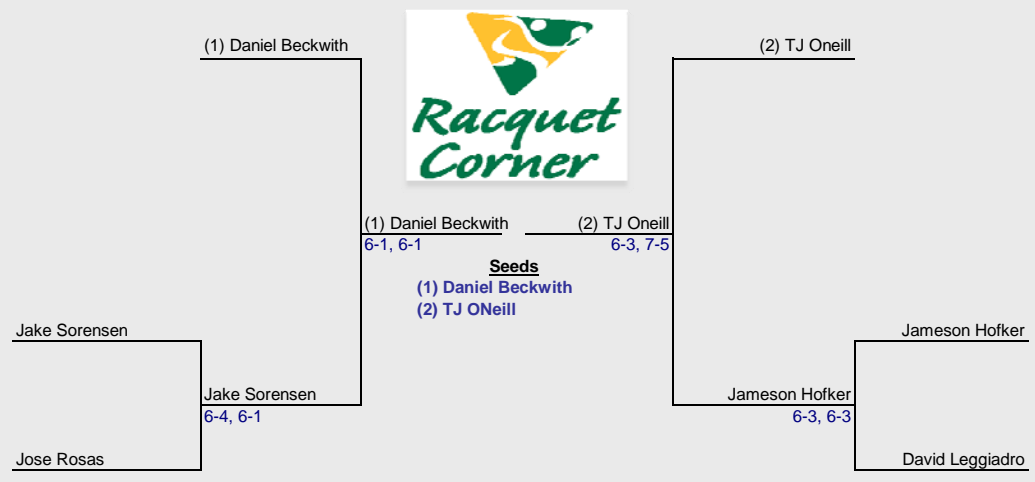 (1) Daniel Beckwith
(2) TJ Oneill
Racquet
Corner
(1) Daniel Beckwith
6-1, 6-1
(2) TJ Oneill
6-3, 7-5
Seeds
(1) Daniel Beckwith
(2) TJ ONeill
Jake Sorensen
Jameson Hofker
Jake Sorensen
6-4, 6-1
Jameson Hofker
6-3, 6-3
Jose Rosas
David Leggiadro